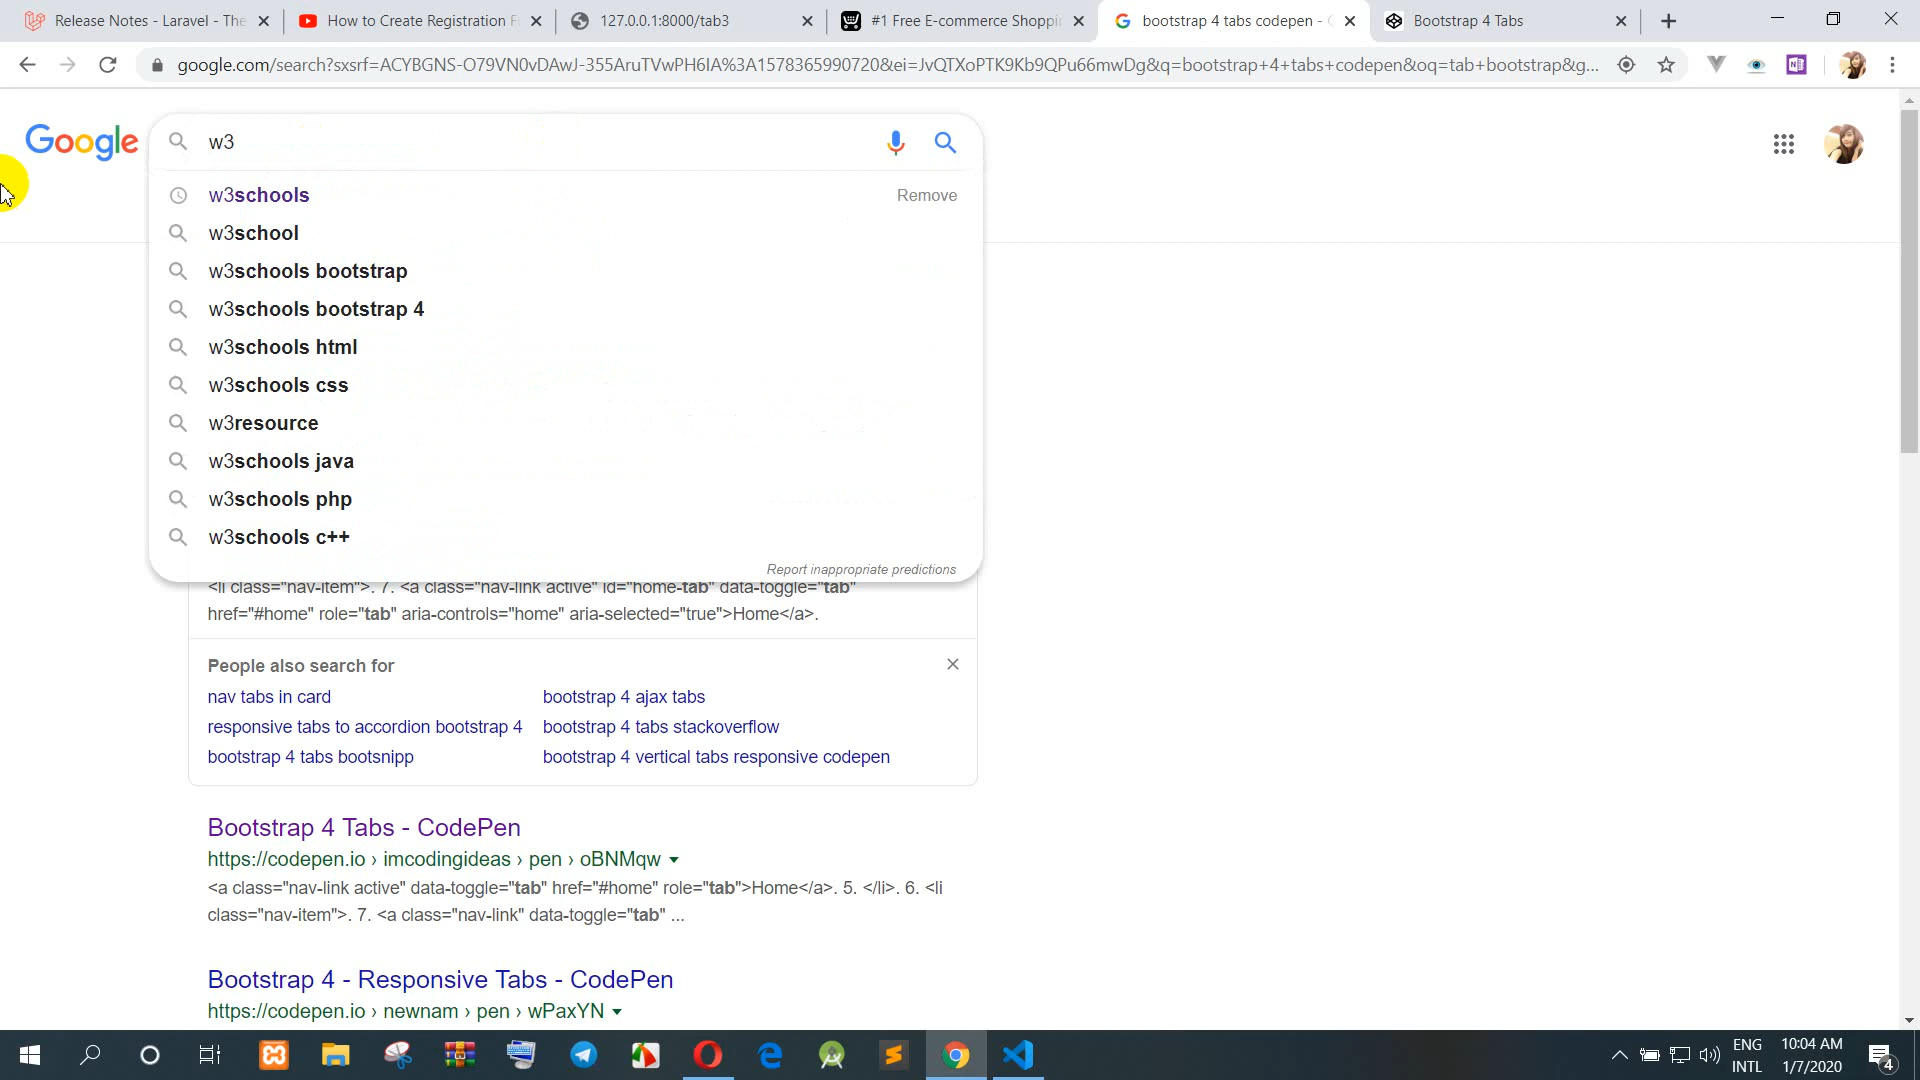 Release Notes - Laravel - The
How to Create Registration F
127.0.0.1:8000/tab3
#1 Free E-commerce Shoppi
bootstrap 4 tabs codepen -
Bootstrap 4 Tabs
google.com/search?sxsrf=ACYBGNS-O79VN0vDAwJ-355AruTVwPH6IA%3A1578365990720&ei=JvQTXoPTK9Kb9QPu66mwDg&q=bootstrap+4+tabs+codepen&oq=tab+bootstrap&g...
Google
w3
w3schools
Remove
w3school
w3schools bootstrap
w3schools bootstrap 4
w3schools html
w3schools css
w3resource
w3schools java
w3schools php
w3schools c++
Report inappropriate predictions
<li class="nav-item">. 7. <a class="nav-link active" id="home-tab" data-toggle="tab"
href="#home" role="tab" aria-controls="home" aria-selected="true">Home</a>.
People also search for
nav tabs in card
bootstrap 4 ajax tabs
responsive tabs to accordion bootstrap 4
bootstrap 4 tabs stackoverflow
bootstrap 4 tabs bootsnipp
bootstrap 4 vertical tabs responsive codepen
Bootstrap 4 Tabs - CodePen
https://codepen.io › imcodingideas › pen › oBNMqw
<a class="nav-link active" data-toggle="tab" href="#home" role="tab">Home</a>. 5. </li>. 6. <li
class="nav-item">. 7. <a class="nav-link" data-toggle="tab" ...
Bootstrap 4 - Responsive Tabs - CodePen
https://codepen.io › newnam › pen › wPaxYN
ENG
INTL
10:04 AM
1/7/2020
4